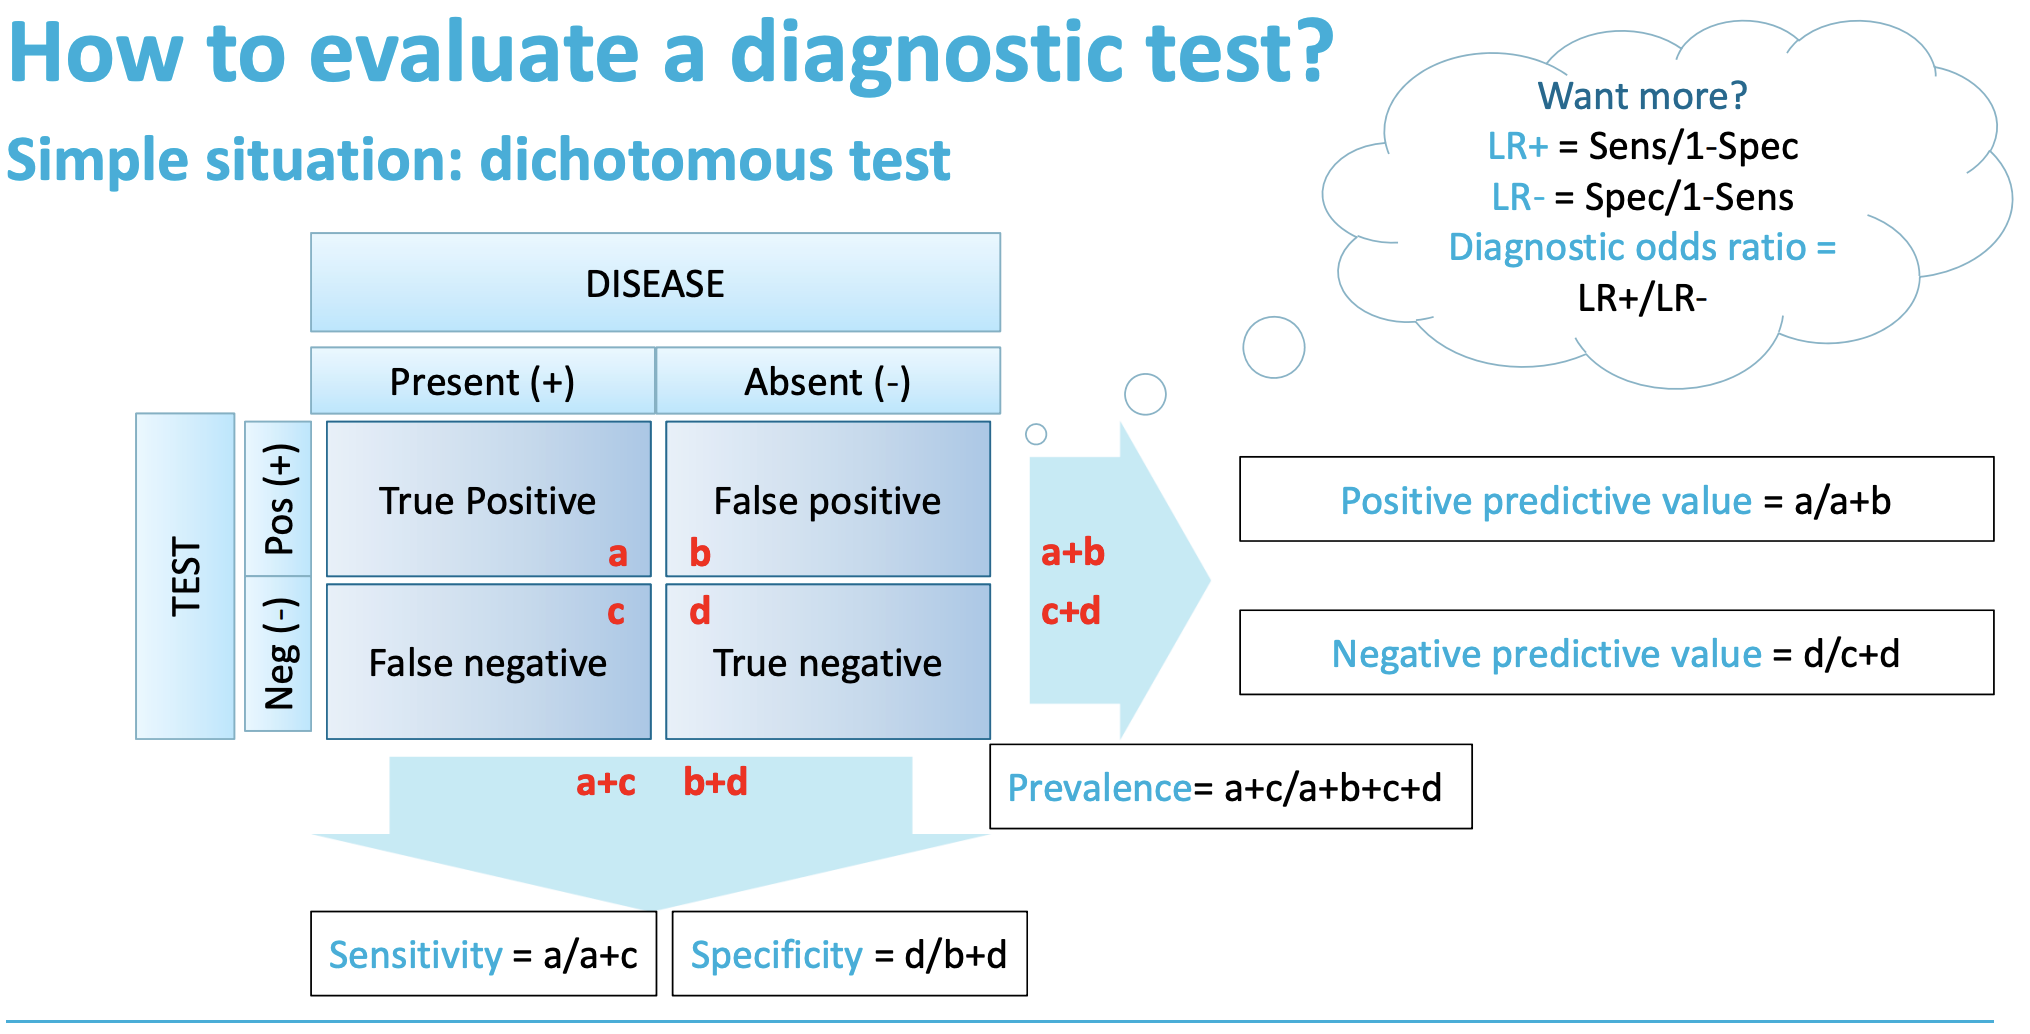 How to evaluate a diagnostic test?
Simple situation: dichotomous test
Want more?
LR+ = Sens/1-Spec
LR- = Spec/1-Sens
Diagnostic odds ratio =
LR+/LR-
DISEASE
Present (+)
Absent (-)
TEST
Pos (+)
Neg (-)
True Positive
a
False positive
b
False negative
c
True negative
d
a+b
c+d
Positive predictive value = a/a+b
Negative predictive value = d/c+d
a+c
b+d
Prevalence= a+c/a+b+c+d
Sensitivity = a/a+c
Specificity = d/b+d